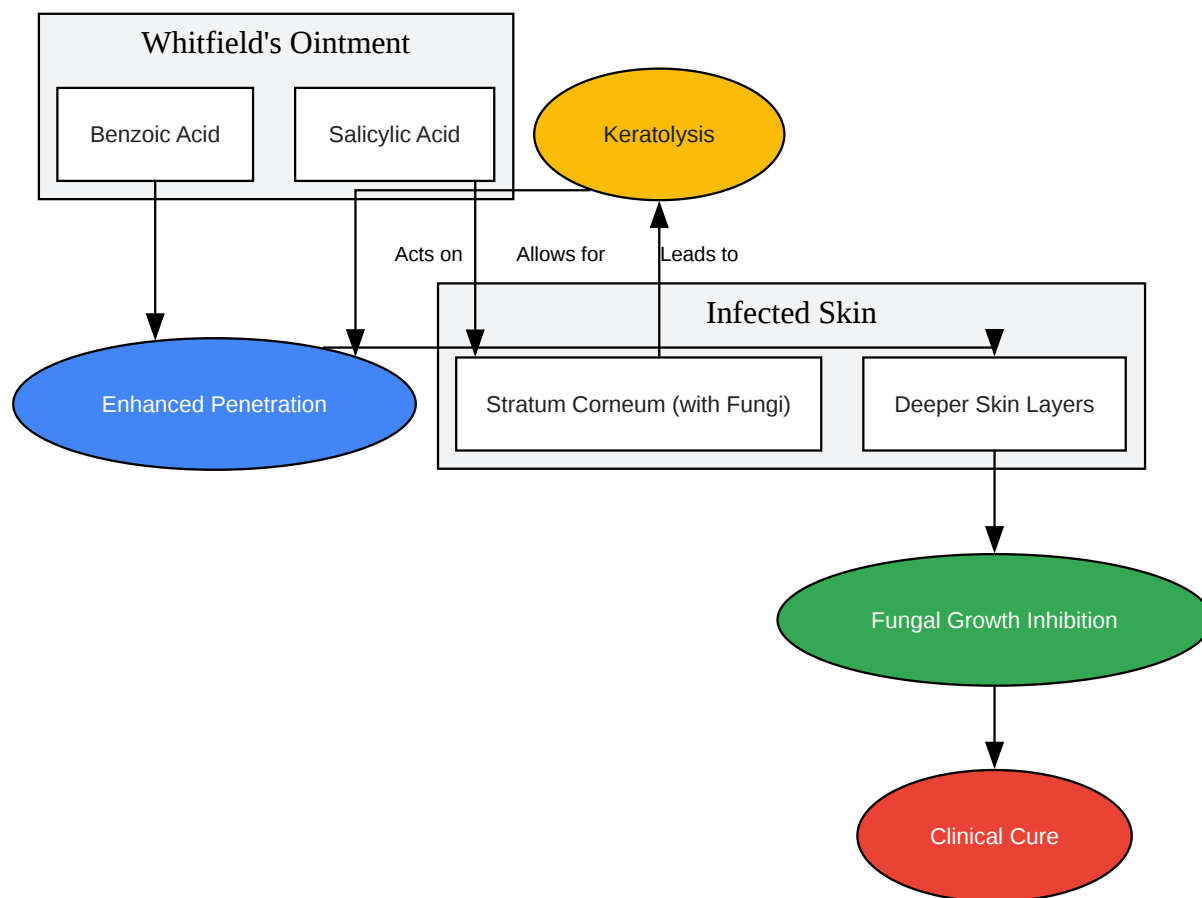 Whitfield's Ointment
Benzoic Acid
Salicylic Acid
Keratolysis
Acts on
Allows for
Leads to
Infected Skin
Enhanced Penetration
Stratum Corneum (with Fungi)
Deeper Skin Layers
Fungal Growth Inhibition
Clinical Cure